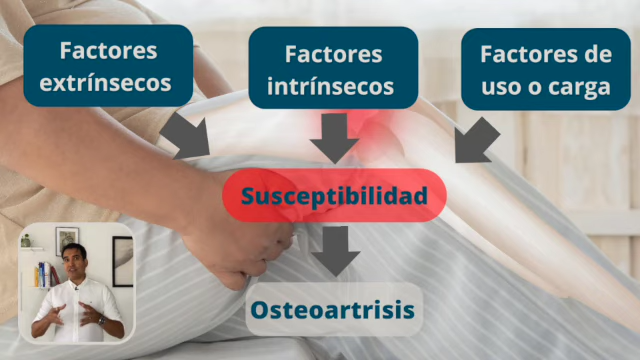 Factores
extrínsecos
Factores
intrínsecos
Factores de
uso o carga
Susceptibilidad
Osteoartrisis